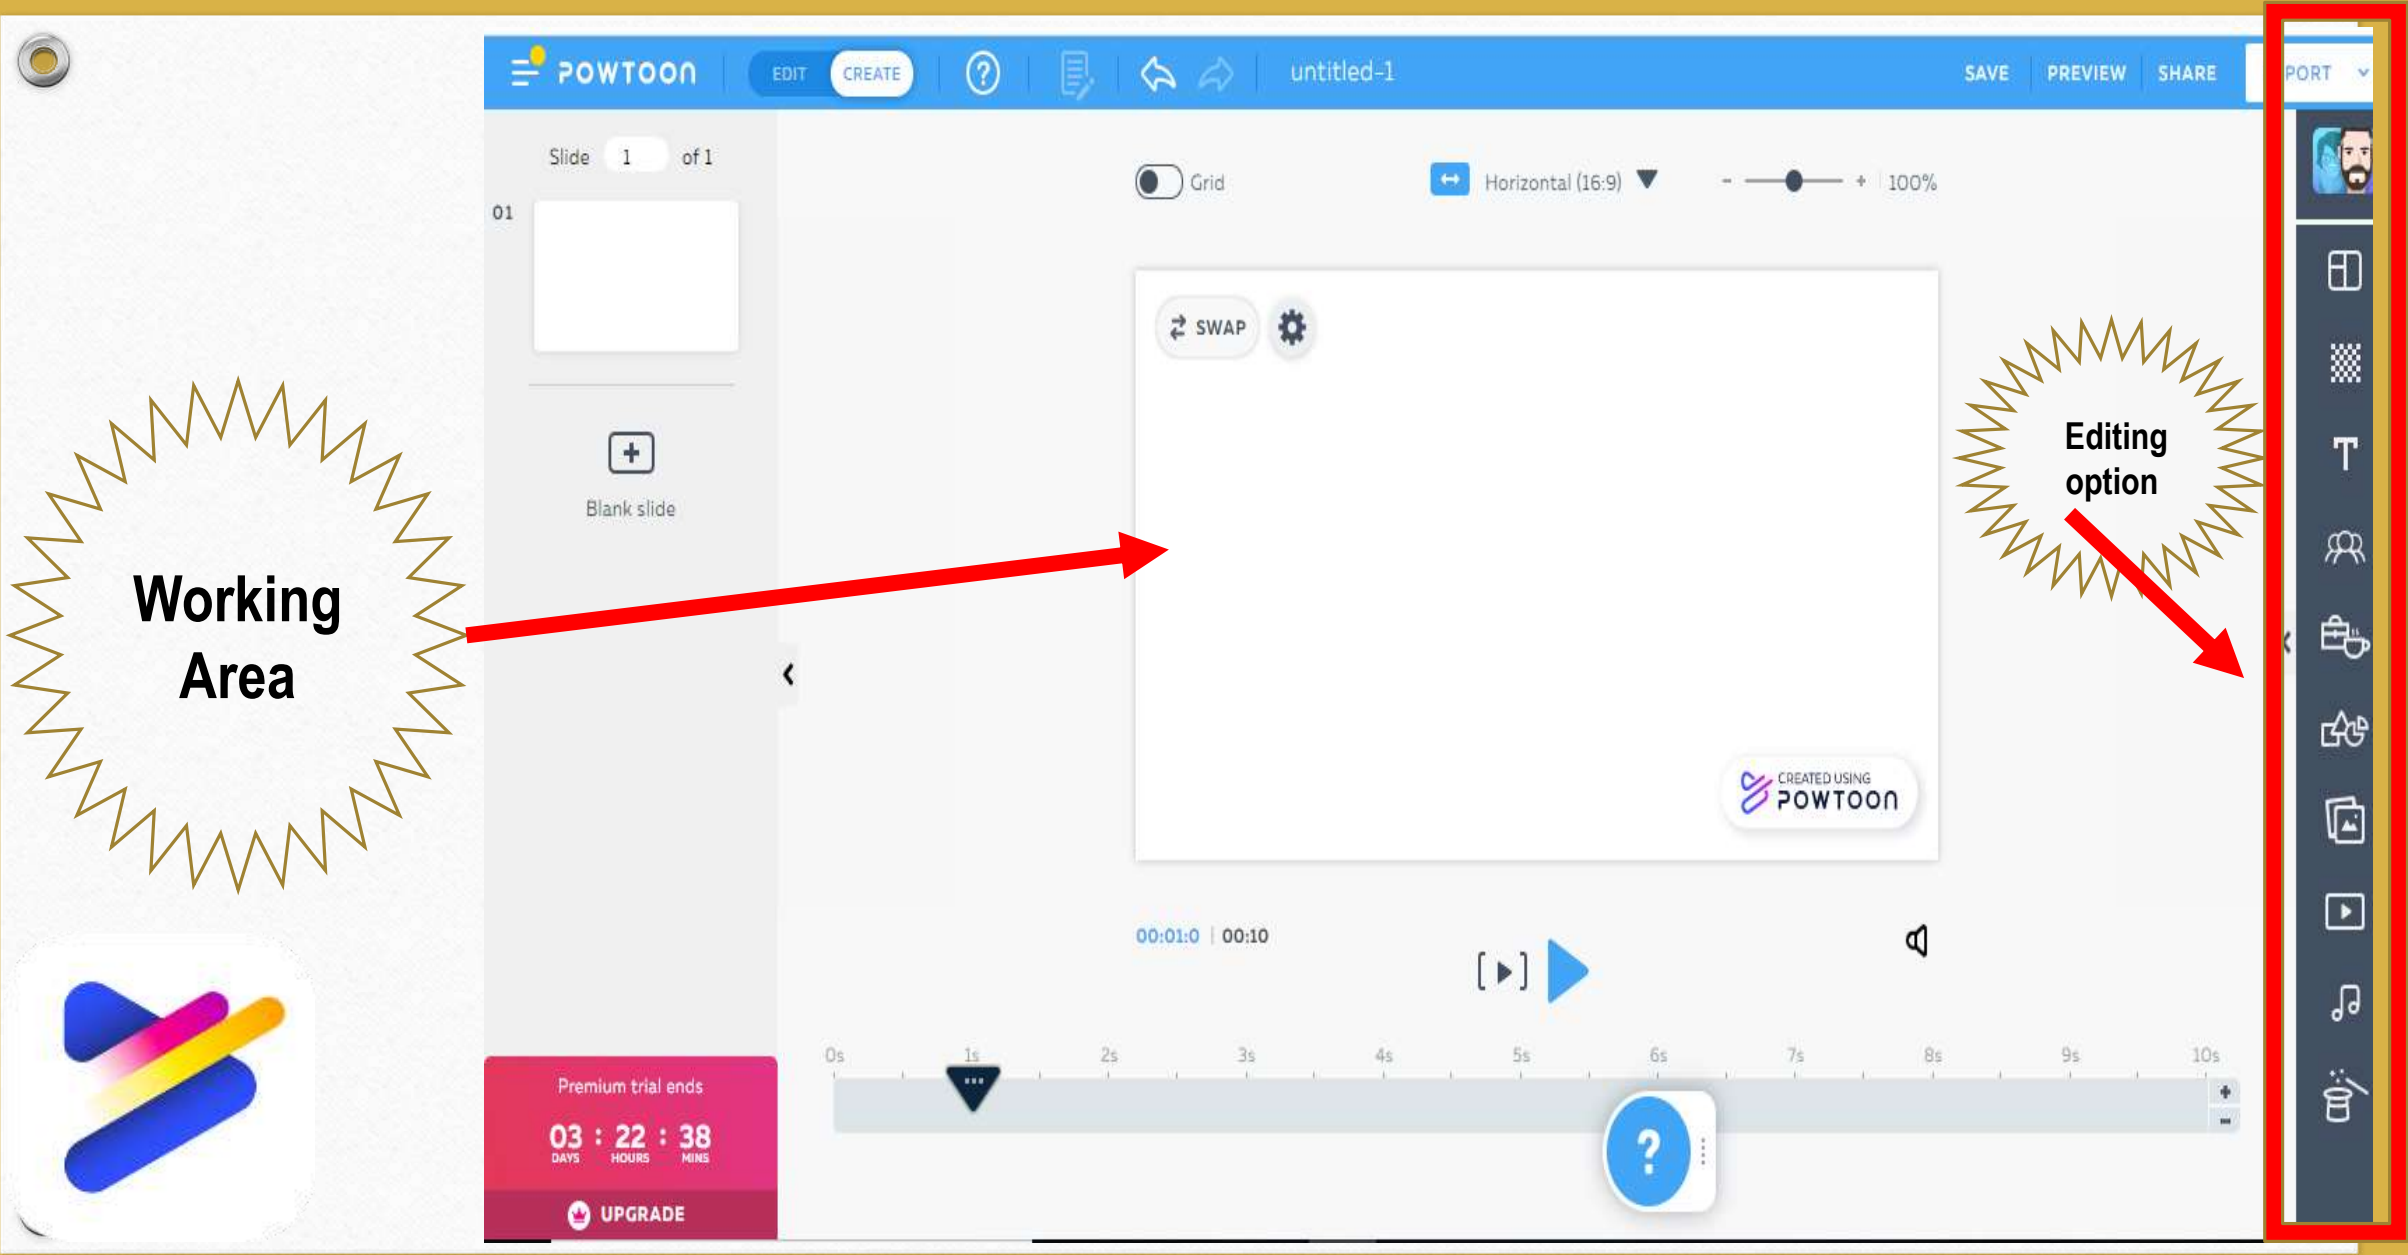 POWTOON
EDIT CREATE
?
untitled-1
SAVE PREVIEW SHARE
PORT
Slide 1 of 1
Grid
Horizontal (16:9)
- + 100%
01
SWAP
Blank slide
Editing
option
Working
Area
T
CREATED USING
POWTOON
00:01:0 | 00:10
0s 1s 2s 3s 4s 5s 6s 7s 8s 9s 10s
+
-
Premium trial ends
03 : 22 : 38
DAYS HOURS MINS
?
UPGRADE